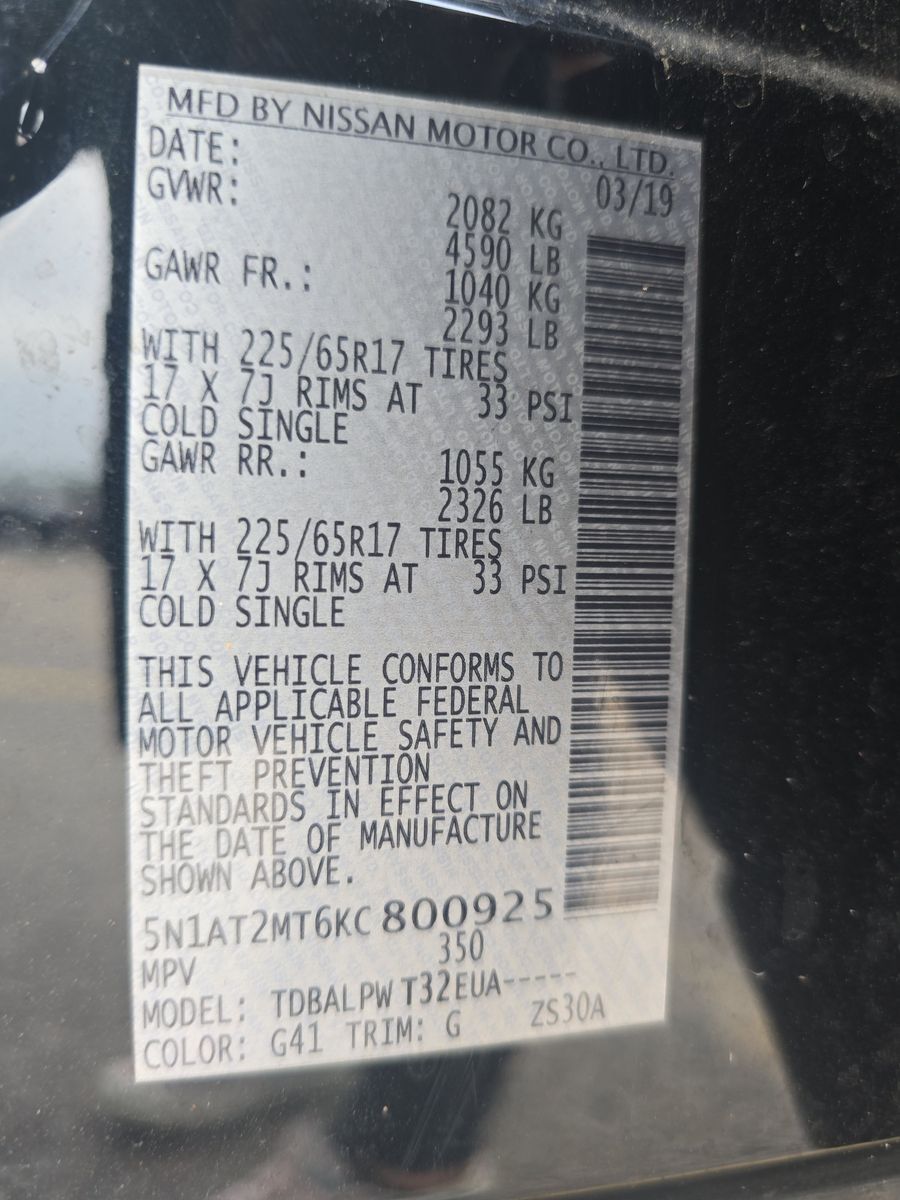 MFD BY NISSAN MOTOR CO., LTD.
DATE: 03/19
GVWR: 2082 KG
4590 LB
GAWR FR.: 1040 KG
2293 LB
WITH 225/65R17 TIRES
17 X 7J RIMS AT 33 PSI
COLD SINGLE
GAWR RR.: 1055 KG
2326 LB
WITH 225/65R17 TIRES
17 X 7J RIMS AT 33 PSI
COLD SINGLE
THIS VEHICLE CONFORMS TO
ALL APPLICABLE FEDERAL
MOTOR VEHICLE SAFETY AND
THEFT PREVENTION
STANDARDS IN EFFECT ON
THE DATE OF MANUFACTURE
SHOWN ABOVE.
5N1AT2MT6KC800925
MPV 350
MODEL: TDBALPW T32EUA-----
COLOR: G41 TRIM: G ZS30A